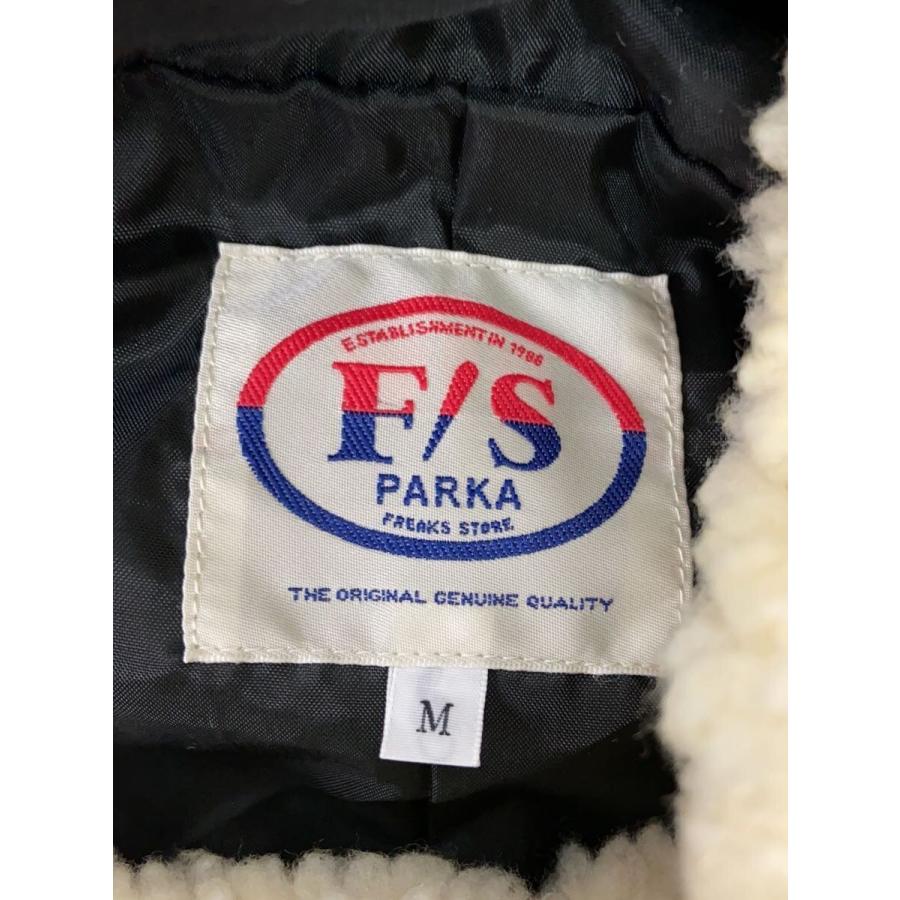 ESTABLISHMENT IN 1986
F/S
PARKA
FREAKS STORE
THE ORIGINAL GENUINE QUALITY
M